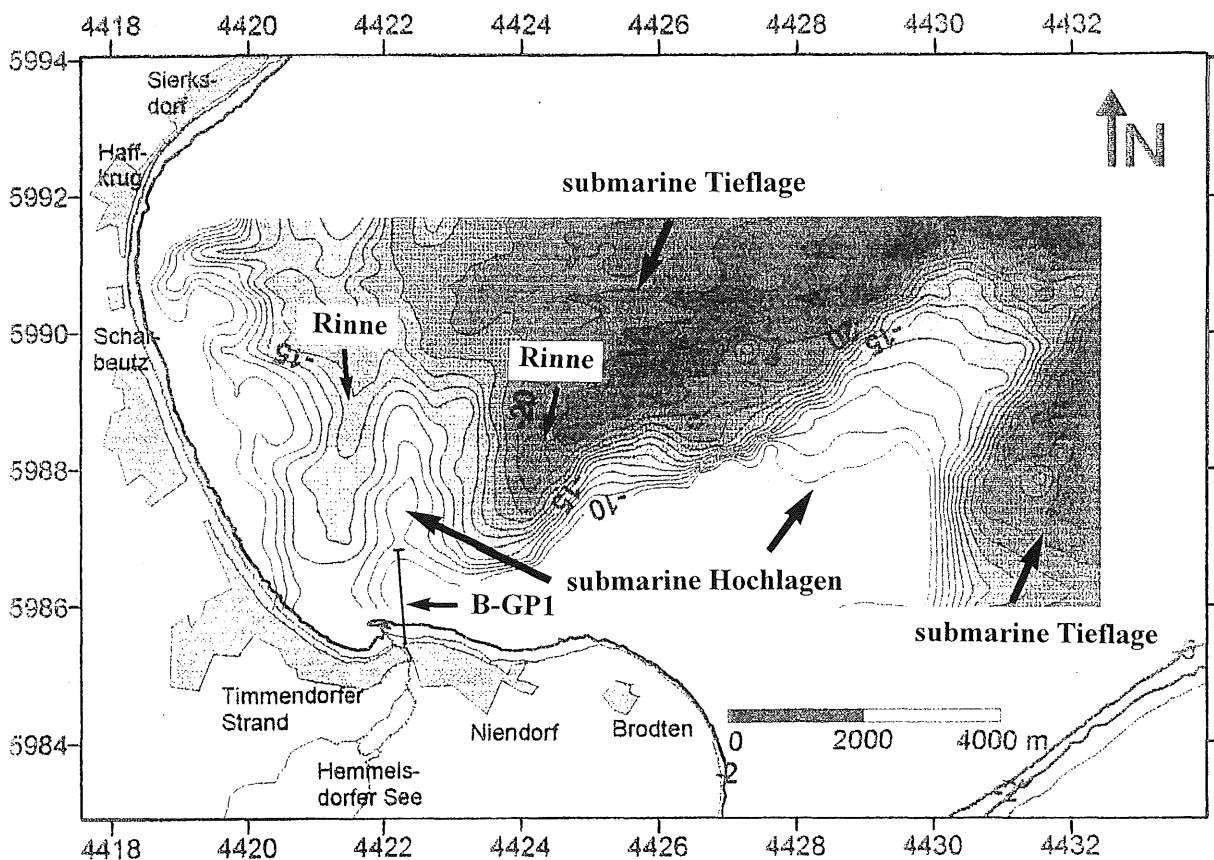 4418 4420 4422 4424 4426 4428 4430 4432
5994
Sierks-
dorf
N
Haff-
krug
5992
submarine Tieflage
Rinne
5990
Schar-
beutz
-15
Rinne
-20
-15
-20
5988
-15
-10
submarine Hochlagen
5986
B-GP1
submarine Tieflage
Timmendorfer
Strand
Niendorf
Brodten
5984
0 2000 4000 m
-2
Hemmels-
dorfer See
4418 4420 4422 4424 4426 4428 4430 4432